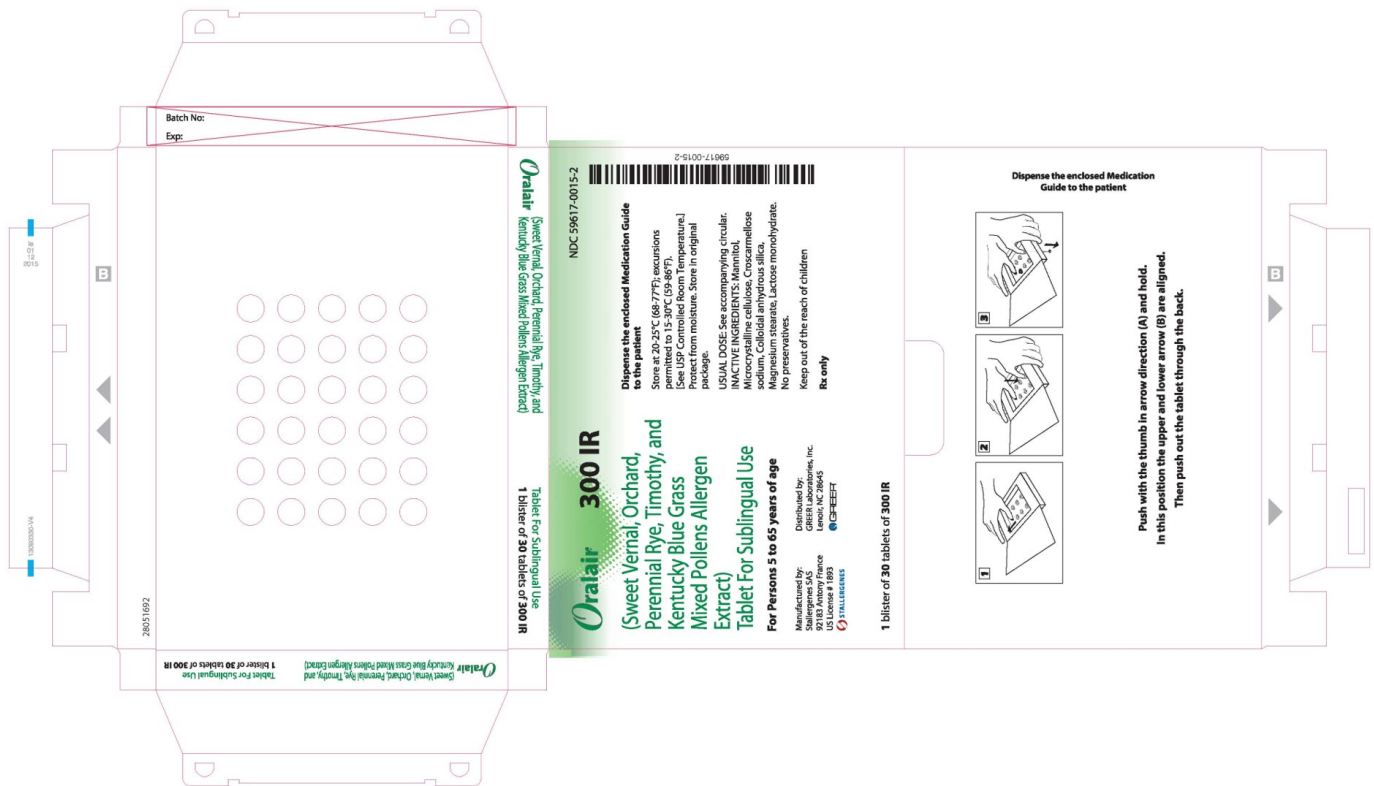 Batch No:
Exp:
B
2015
28051692
Oralair (Sweet Vernal, Orchard, Perennial Rye, Timothy, and
Kentucky Blue Grass Mixed Pollens Allergen Extract)
Tablet For Sublingual Use
1 blister of 30 tablets of 300 IR
Oralair (Sweet Vernal, Orchard, Perennial Rye, Timothy, and
Kentucky Blue Grass Mixed Pollens Allergen Extract)
Tablet For Sublingual Use
1 blister of 30 tablets of 300 IR
NDC 59617-0015-2
59617-0015-2
Oralair 300 IR
(Sweet Vernal, Orchard,
Perennial Rye, Timothy, and
Kentucky Blue Grass
Mixed Pollens Allergen
Extract)
Tablet For Sublingual Use
For Persons 5 to 65 years of age
Manufactured by:
Stallergenes SAS
92183 Antony France
US License # 1893
STALLERGENES
Distributed by:
GREER Laboratories, Inc.
Lenoir, NC 28645
GREER
Dispense the enclosed Medication Guide
to the patient
Store at 20-25°C (68-77°F); excursions
permitted to 15-30°C (59-86°F).
[See USP Controlled Room Temperature.]
Protect from moisture. Store in original
package.
USUAL DOSE: See accompanying circular.
INACTIVE INGREDIENTS: Mannitol,
Microcrystalline cellulose, Croscarmellose
sodium, Colloidal anhydrous silica,
Magnesium stearate, Lactose monohydrate.
No preservatives.
Keep out of the reach of children
Rx only
1 blister of 30 tablets of 300 IR
Dispense the enclosed Medication
Guide to the patient
1
2
3
Push with the thumb in arrow direction (A) and hold.
In this position the upper and lower arrow (B) are aligned.
Then push out the tablet through the back.
B